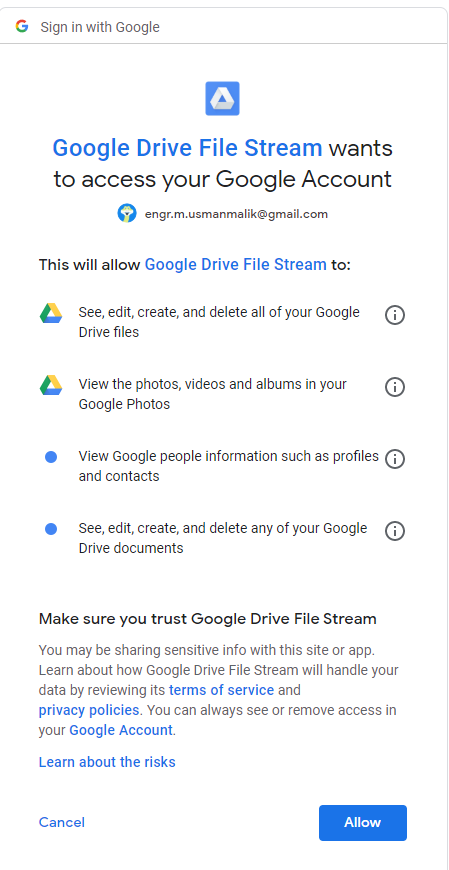 Sign in with Google
Google Drive File Stream wants
to access your Google Account
engr.m.usmanmalik@gmail.com
This will allow Google Drive File Stream to:
See, edit, create, and delete all of your Google
Drive files
View the photos, videos and albums in your
Google Photos
View Google people information such as profiles
and contacts
See, edit, create, and delete any of your Google
Drive documents
Make sure you trust Google Drive File Stream
You may be sharing sensitive info with this site or app.
Learn about how Google Drive File Stream will handle your
data by reviewing its terms of service and
privacy policies. You can always see or remove access in
your Google Account.
Learn about the risks
Cancel
Allow